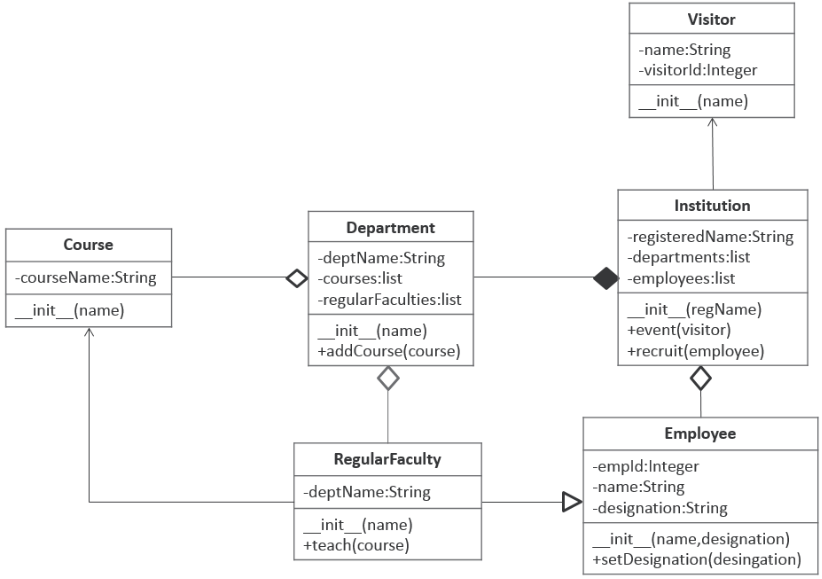 Visitor
-name:String
-visitorId:Integer
__init__(name)
Institution
-registeredName:String
-departments:list
-employees:list
__init__(regName)
+event(visitor)
+recruit(employee)
Department
-deptName:String
-courses:list
-regularFaculties:list
__init__(name)
+addCourse(course)
Course
-courseName:String
__init__(name)
RegularFaculty
-deptName:String
__init__(name)
+teach(course)
Employee
-empId:Integer
-name:String
-designation:String
__init__(name,designation)
+setDesignation(desingation)